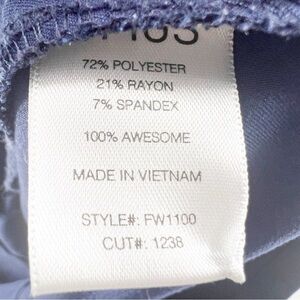 72% POLYESTER
21% RAYON
7% SPANDEX
100% AWESOME
MADE IN VIETNAM
STYLE#: FW1100
CUT#: 1238